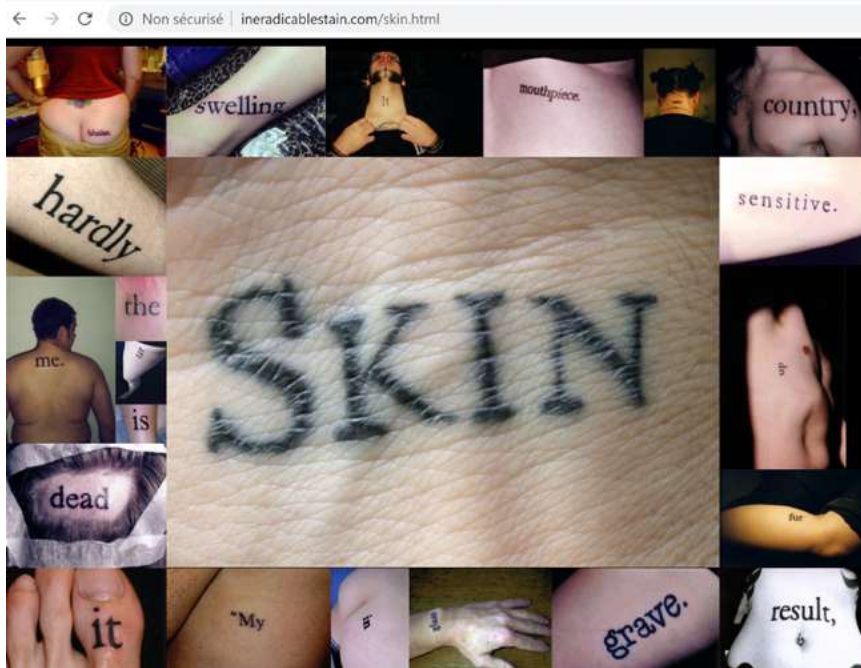 Non sécurisé | ineradicablestain.com/skin.html
swelling
It
mouthpiece.
country,
hardly
SKIN
sensitive.
the
me.
is
dead
fur
it
"My
grave.
result,